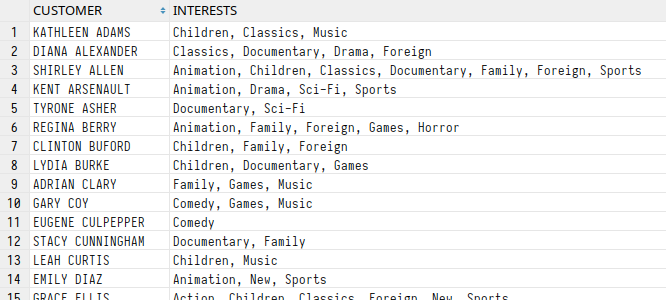 CUSTOMER INTERESTS
1 KATHLEEN ADAMS Children, Classics, Music
2 DIANA ALEXANDER Classics, Documentary, Drama, Foreign
3 SHIRLEY ALLEN Animation, Children, Classics, Documentary, Family, Foreign, Sports
4 KENT ARSENAULT Animation, Drama, Sci-Fi, Sports
5 TYRONE ASHER Documentary, Sci-Fi
6 REGINA BERRY Animation, Family, Foreign, Games, Horror
7 CLINTON BUFORD Children, Family, Foreign
8 LYDIA BURKE Children, Documentary, Games
9 ADRIAN CLARY Family, Games, Music
10 GARY COY Comedy, Games, Music
11 EUGENE CULPEPPER Comedy
12 STACY CUNNINGHAM Documentary, Family
13 LEAH CURTIS Children, Music
14 EMILY DIAZ Animation, New, Sports
15 GRACE ELLIS Action, Children, Classics, Foreign, New, Sports